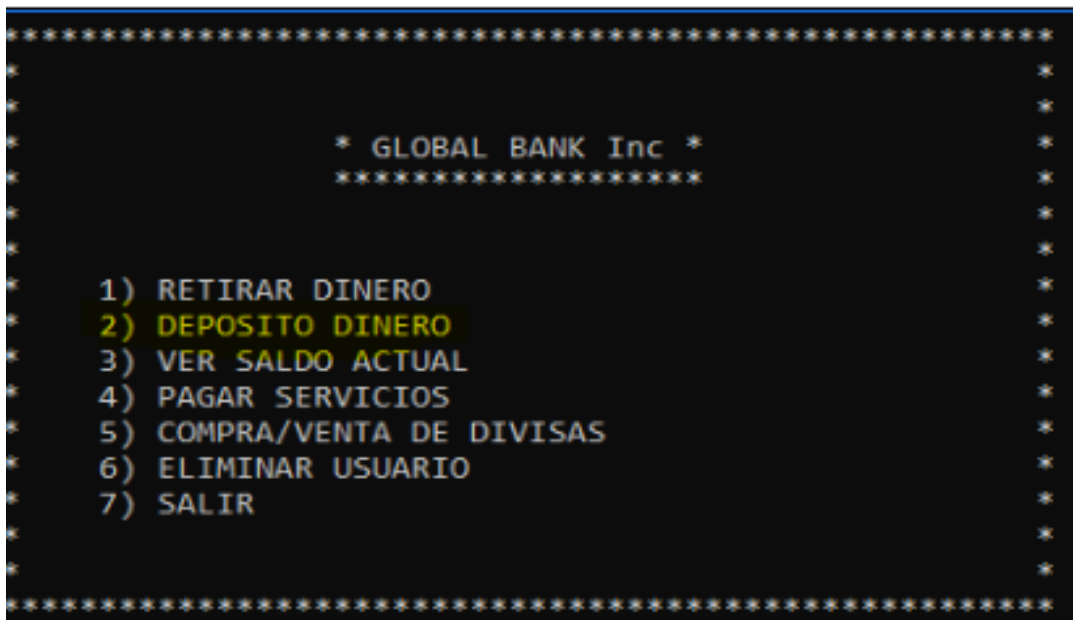 * GLOBAL BANK Inc *
*******************
1) RETIRAR DINERO
2) DEPOSITO DINERO
3) VER SALDO ACTUAL
4) PAGAR SERVICIOS
5) COMPRA/VENTA DE DIVISAS
6) ELIMINAR USUARIO
7) SALIR